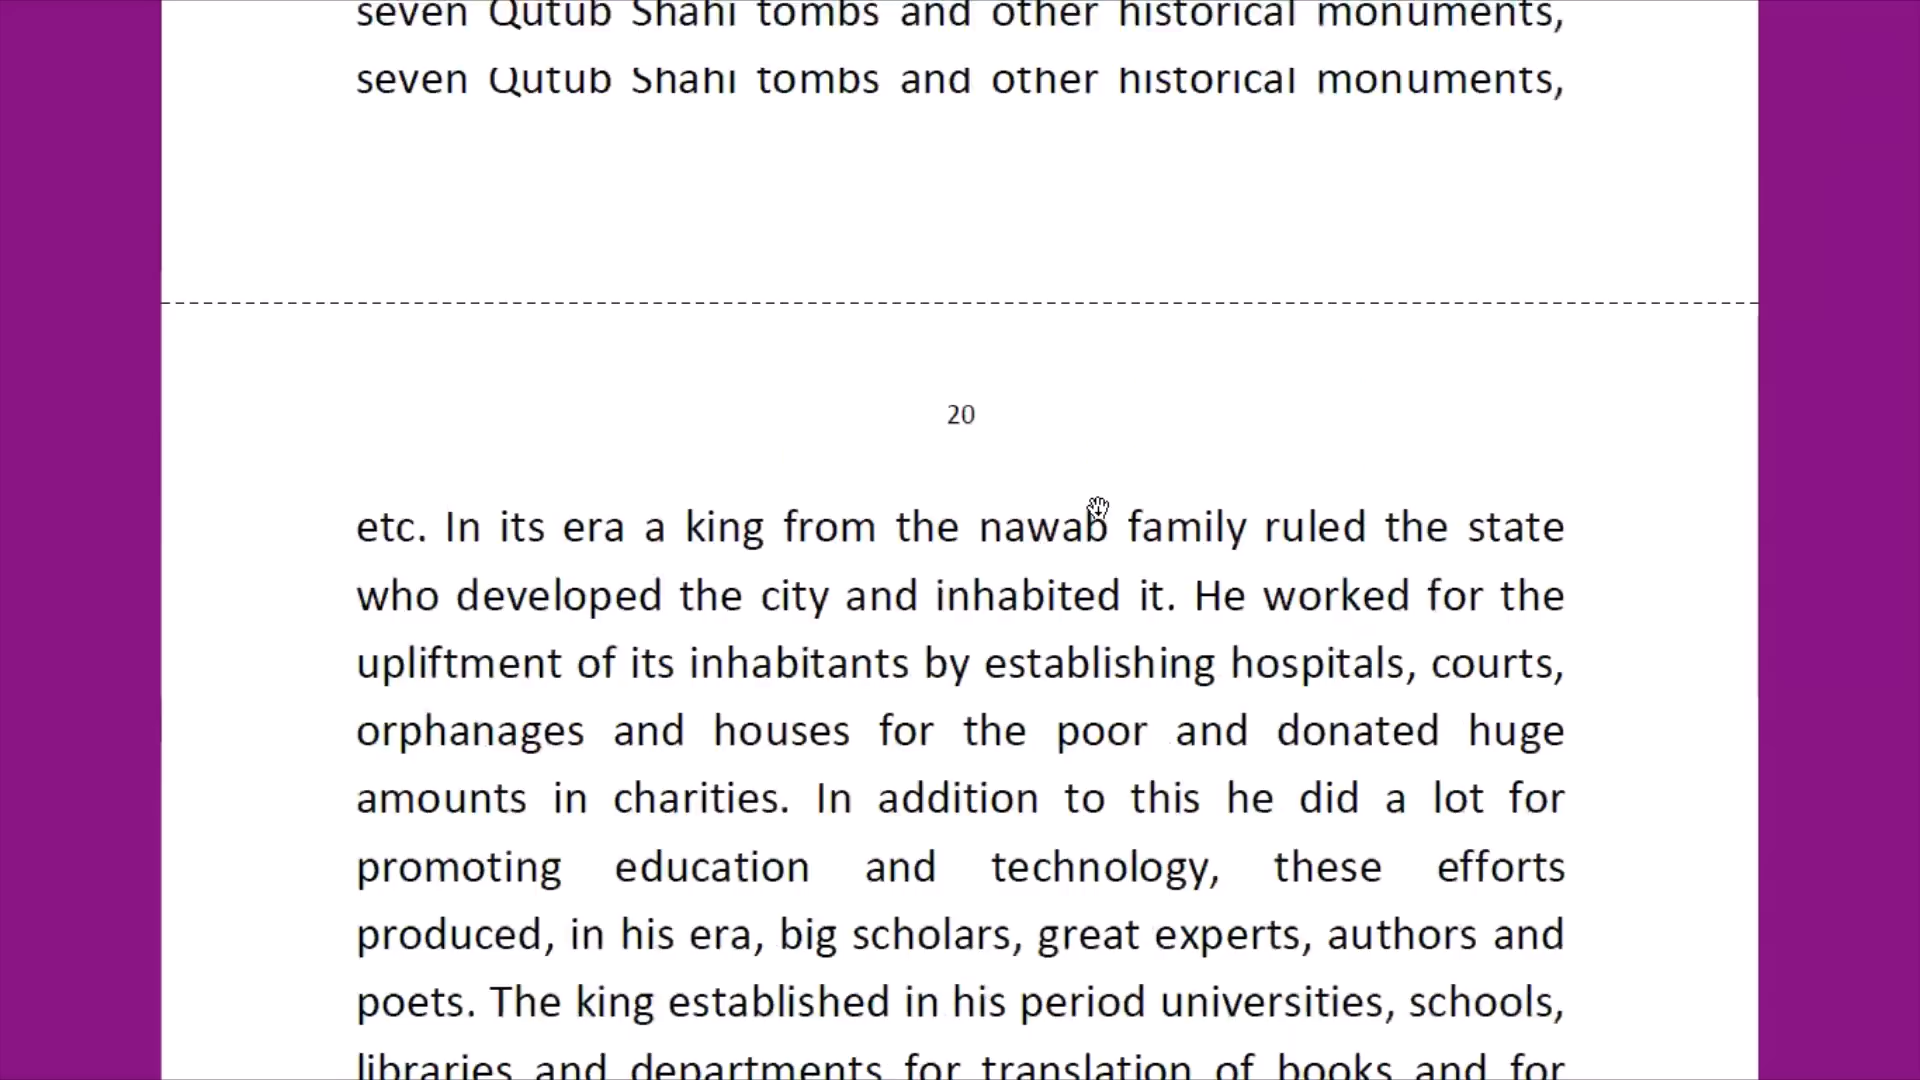 seven Qutub Shahi tombs and other historical monuments,
seven Qutub Shahi tombs and other historical monuments,
20
etc. In its era a king from the nawab family ruled the state
who developed the city and inhabited it. He worked for the
upliftment of its inhabitants by establishing hospitals, courts,
orphanages and houses for the poor and donated huge
amounts in charities. In addition to this he did a lot for
promoting education and technology, these efforts
produced, in his era, big scholars, great experts, authors and
poets. The king established in his period universities, schools,
libraries and departments for translation of books and for